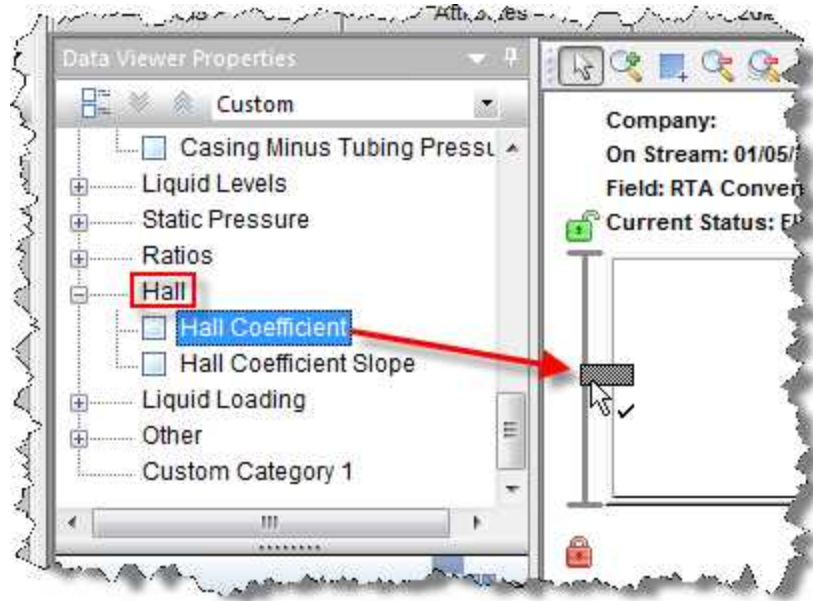 Data Viewer Properties
Custom
Casing Minus Tubing Pressu
Liquid Levels
Static Pressure
Ratios
Hall
Hall Coefficient
Hall Coefficient Slope
Liquid Loading
Other
Custom Category 1
Company:
On Stream: 01/05/
Field: RTA Conven
Current Status: